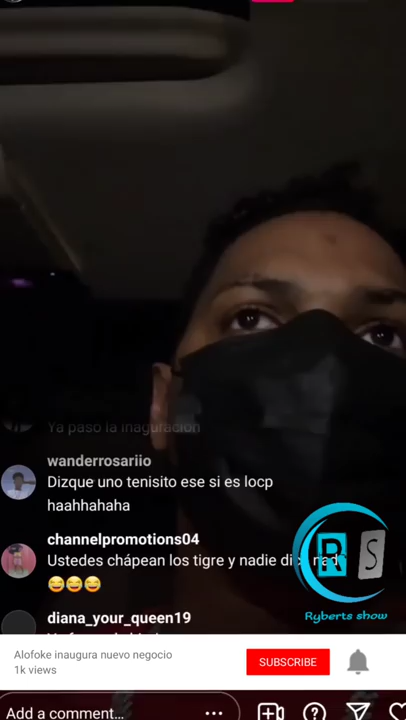 Ya paso la inaguracion
wanderrosariio
Dizque uno tenisito ese si es locp
haahhahaha
channelpromotions04
Ustedes chápean los tigre y nadie di
😂😂😂
diana_your_queen19
R S
Ryberts show
Alofoke inaugura nuevo negocio
1k views
SUBSCRIBE
Add a comment...